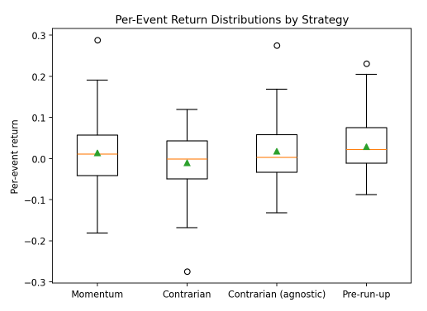 Per-Event Return Distributions by Strategy
Per-event return
0.3
0.2
0.1
0.0
−0.1
−0.2
−0.3
Momentum
Contrarian
Contrarian (agnostic)
Pre-run-up